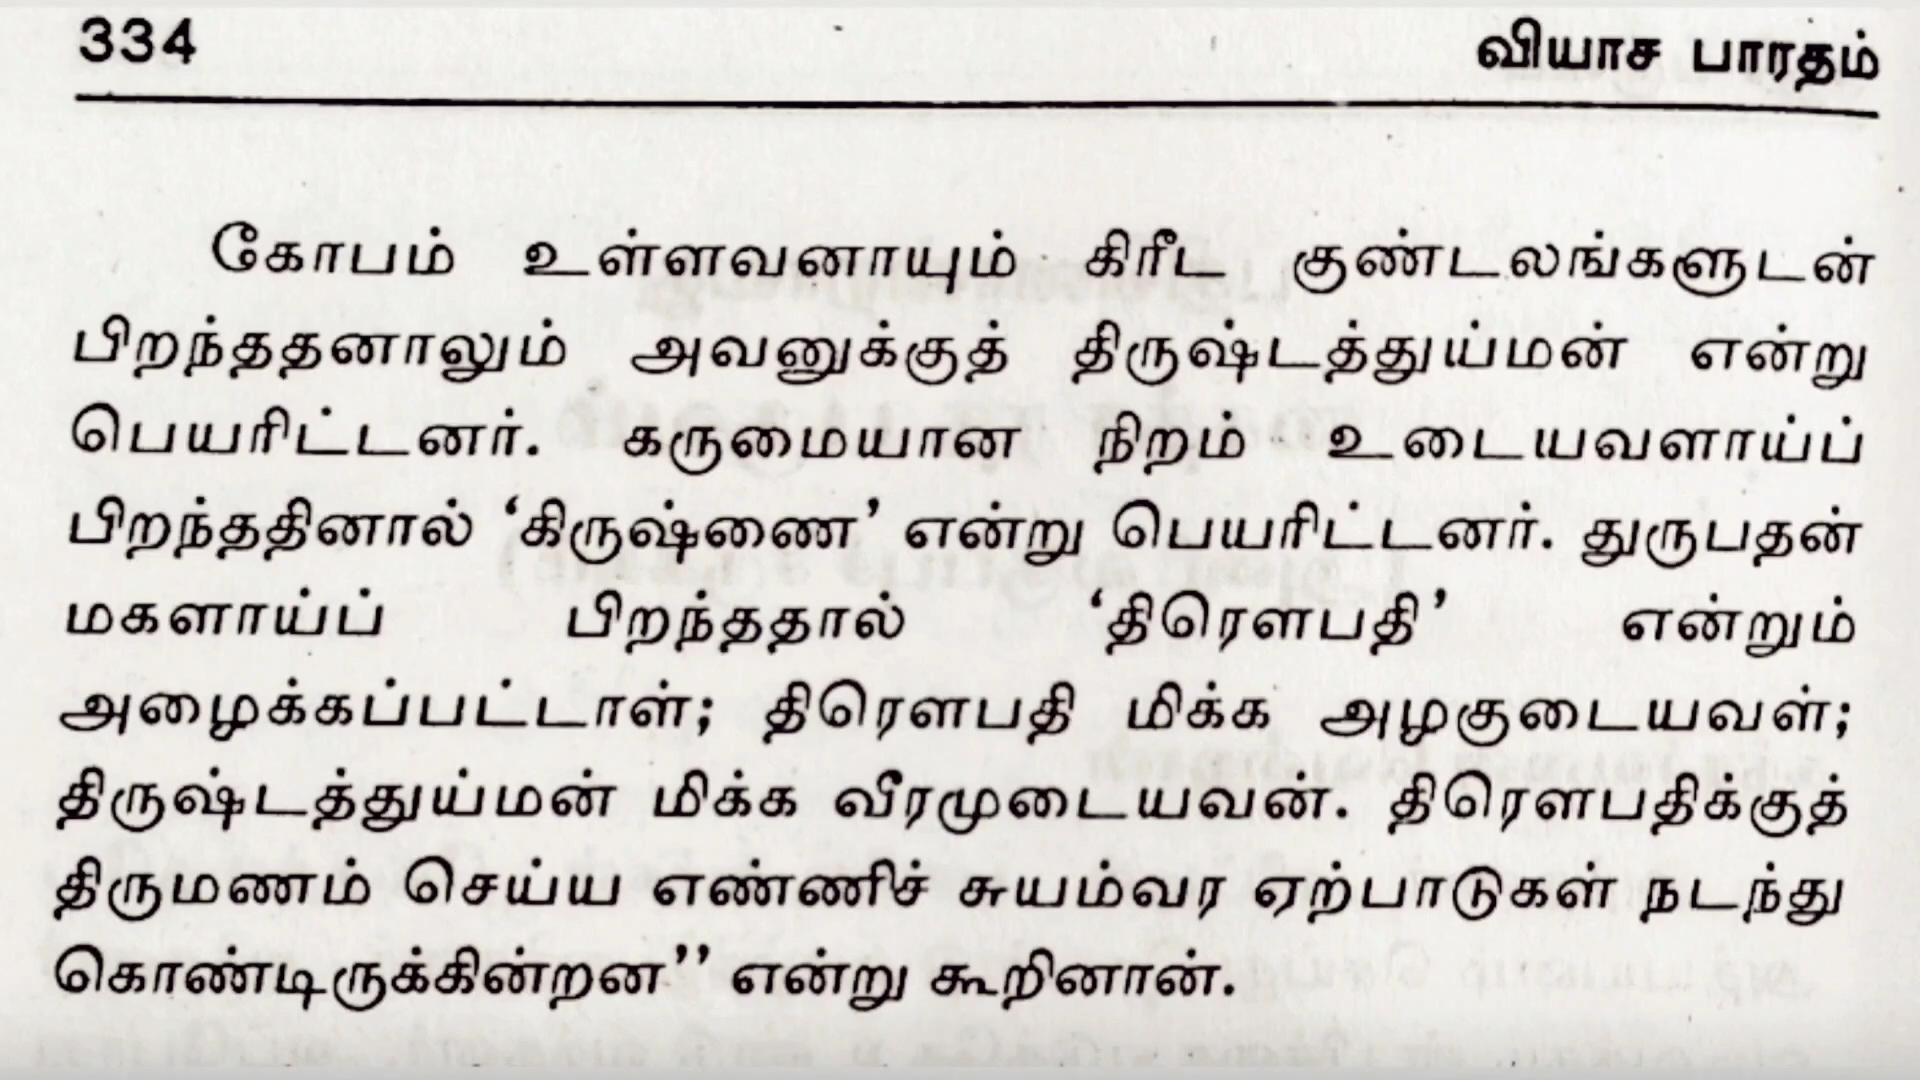 334 வியாச பாரதம்
கோபம் உள்ளவனாயும் கிரீட குண்டலங்களுடன்
பிறந்ததனாலும் அவனுக்குத் திருஷ்டத்துய்மன் என்று
பெயரிட்டனர். கருமையான நிறம் உடையவளாய்ப்
பிறந்ததினால் ‘கிருஷ்ணை’ என்று பெயரிட்டனர். துருபதன்
மகளாய்ப் பிறந்ததால் ‘திரௌபதி’ என்றும்
அழைக்கப்பட்டாள்; திரௌபதி மிக்க அழகுடையவள்;
திருஷ்டத்துய்மன் மிக்க வீரமுடையவன். திரௌபதிக்குத்
திருமணம் செய்ய எண்ணிச் சுயம்வர ஏற்பாடுகள் நடந்து
கொண்டிருக்கின்றன’’ என்று கூறினான்.